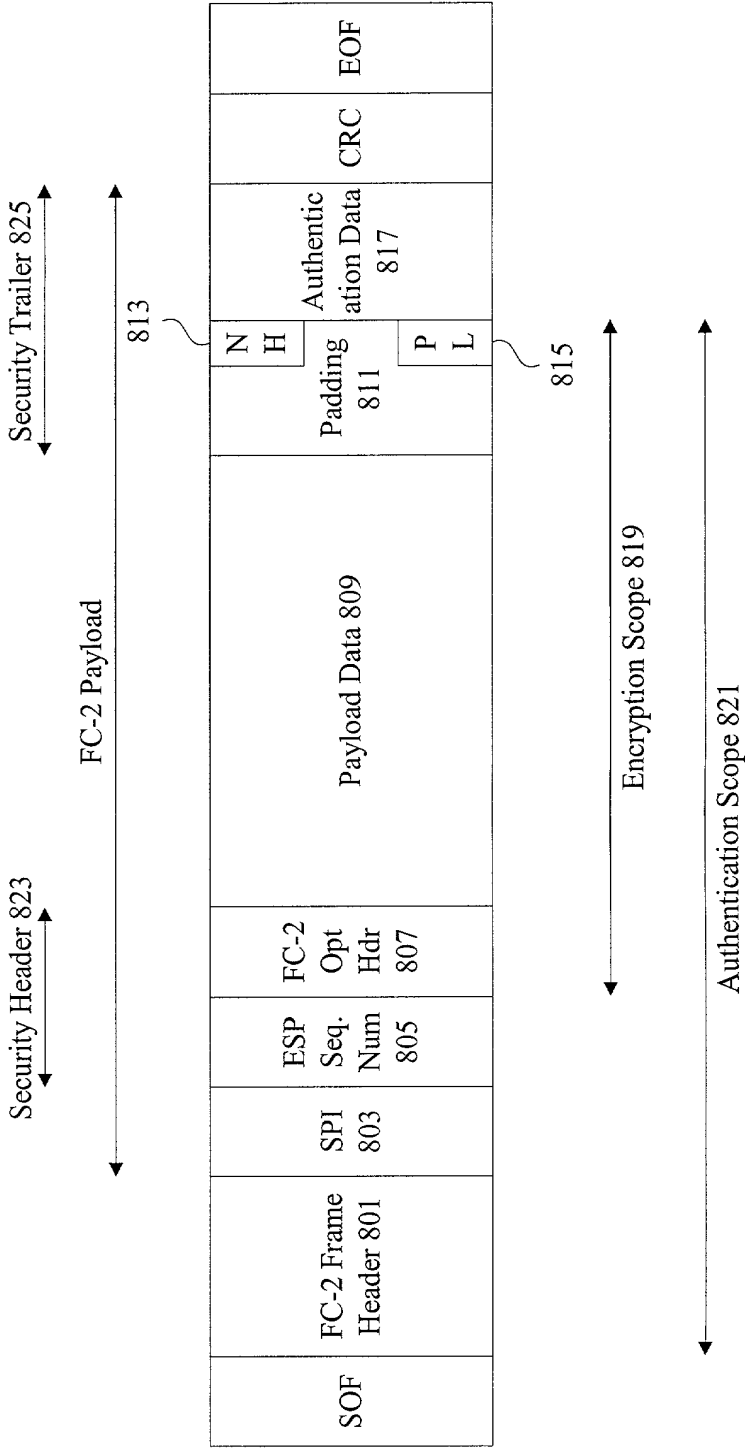 Security Header 823
Security Trailer 825
FC-2 Payload
813
SOF
FC-2 Frame
Header 801
SPI
803
ESP
Seq.
Num
805
FC-2
Opt
Hdr
807
Payload Data 809
Padding
811
N
H
P
L
Authentic
ation Data
817
CRC
EOF
815
Encryption Scope 819
Authentication Scope 821